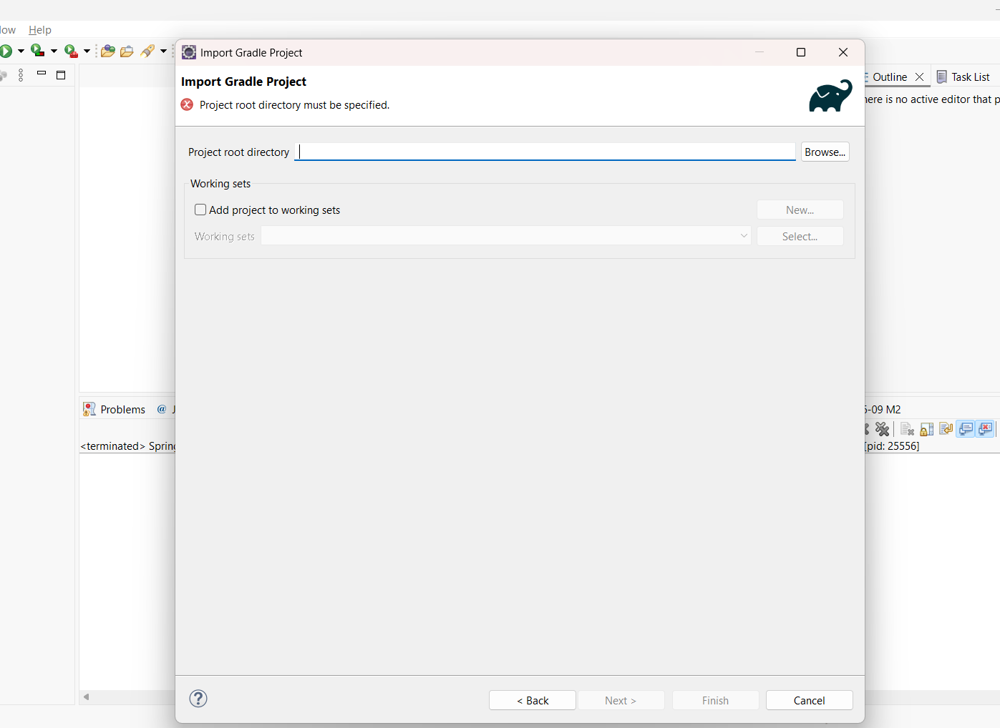 Help
Import Gradle Project
Import Gradle Project
Project root directory must be specified.
Outline
Task List
here is no active editor that p
Project root directory
Browse...
Working sets
Add project to working sets
New...
Working sets
Select...
Problems
@ J
-09 M2
<terminated> Spring
[pid: 25556]
?
< Back
Next >
Finish
Cancel